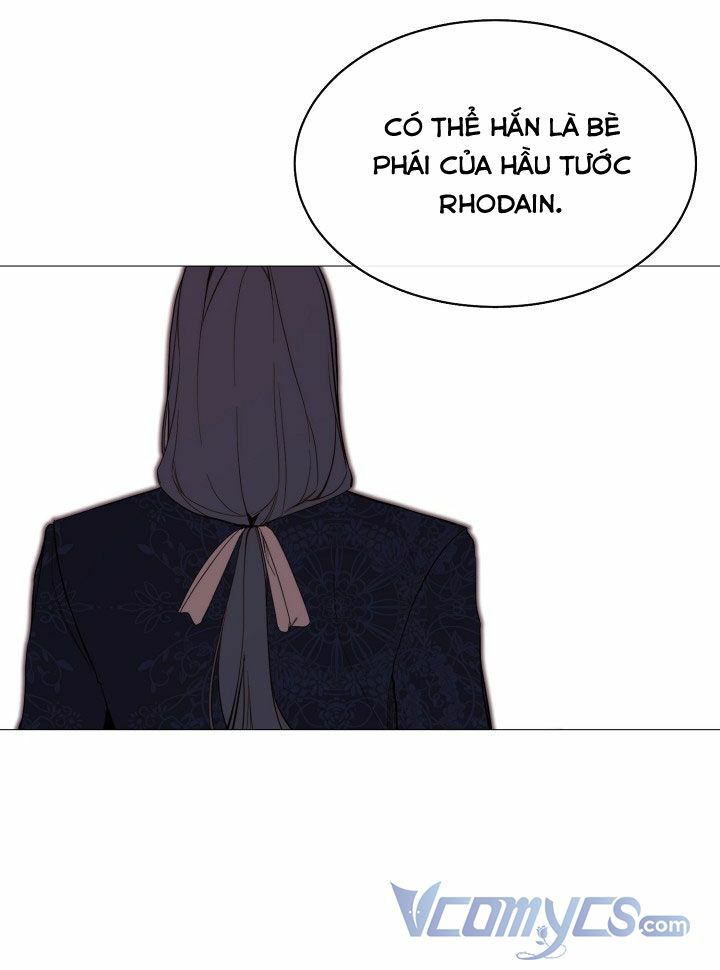 CÓ THỂ HẮN LÀ BÈ
PHÁI CỦA HẦU TƯỚC
RHODAIN.
Vcomycs.com